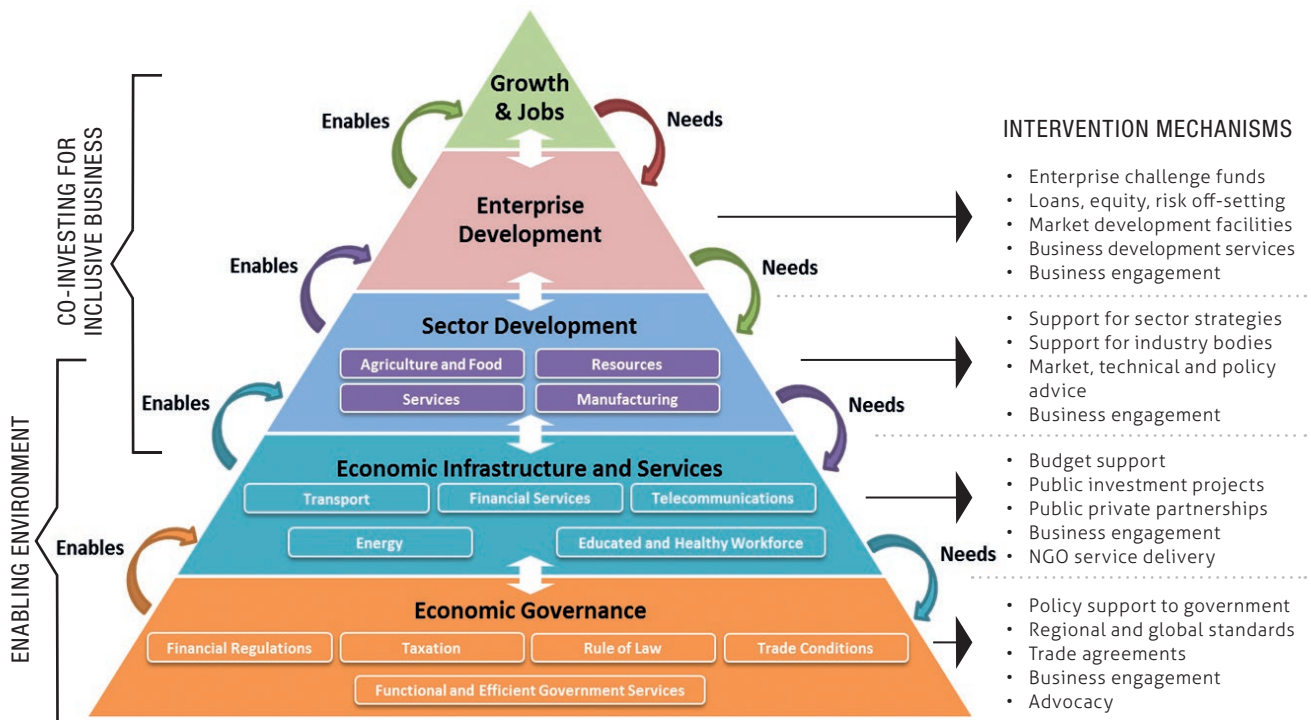 Growth
& Jobs
Enables
Needs
Enterprise
Development
Enables
Needs
Sector Development
Agriculture and Food
Resources
Services
Manufacturing
Enables
Needs
Economic Infrastructure and Services
Transport
Financial Services
Telecommunications
Energy
Educated and Healthy Workforce
Enables
Needs
Economic Governance
Financial Regulations
Taxation
Rule of Law
Trade Conditions
Functional and Efficient Government Services
CO-INVESTING FOR
INCLUSIVE BUSINESS
ENABLING ENVIRONMENT
INTERVENTION MECHANISMS
• Enterprise challenge funds
• Loans, equity, risk off-setting
• Market development facilities
• Business development services
• Business engagement
• Support for sector strategies
• Support for industry bodies
• Market, technical and policy
advice
• Business engagement
• Budget support
• Public investment projects
• Public private partnerships
• Business engagement
• NGO service delivery
• Policy support to government
• Regional and global standards
• Trade agreements
• Business engagement
• Advocacy